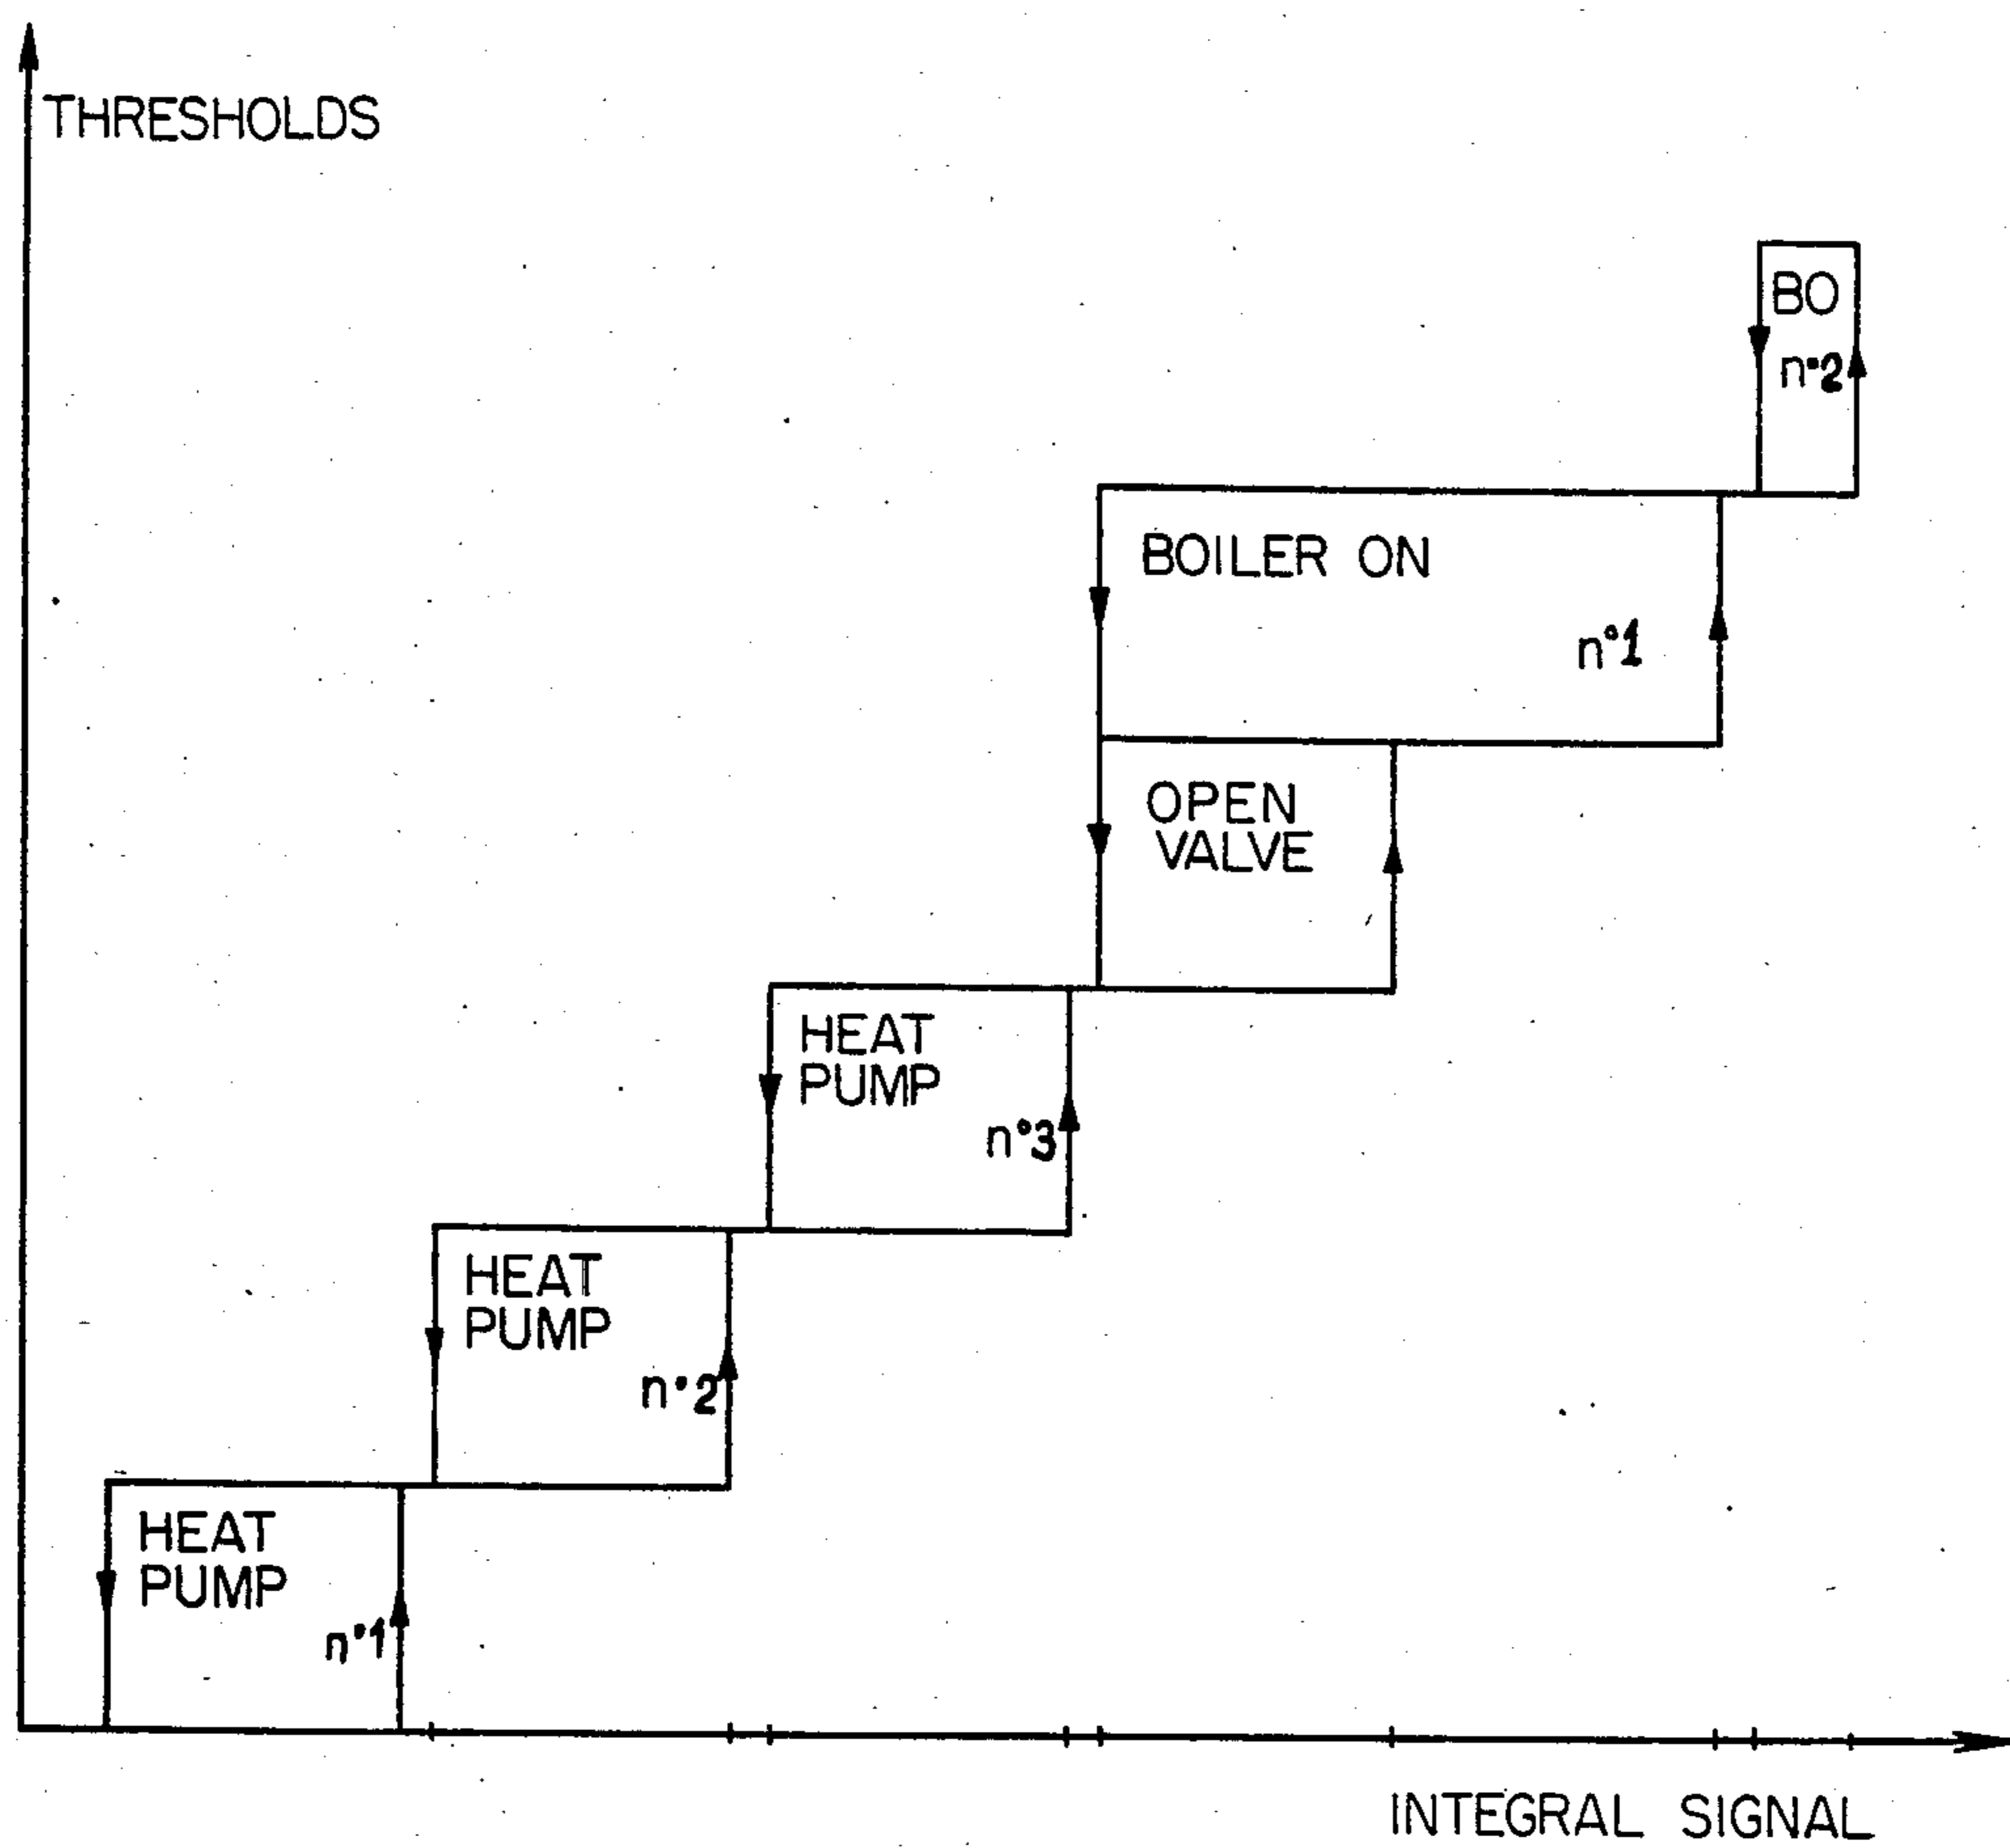 THRESHOLDS
BO
n°2
BOILER ON
n°1
OPEN
VALVE
HEAT
PUMP
n°3
HEAT
PUMP
n°2
HEAT
PUMP
n°1
INTEGRAL SIGNAL